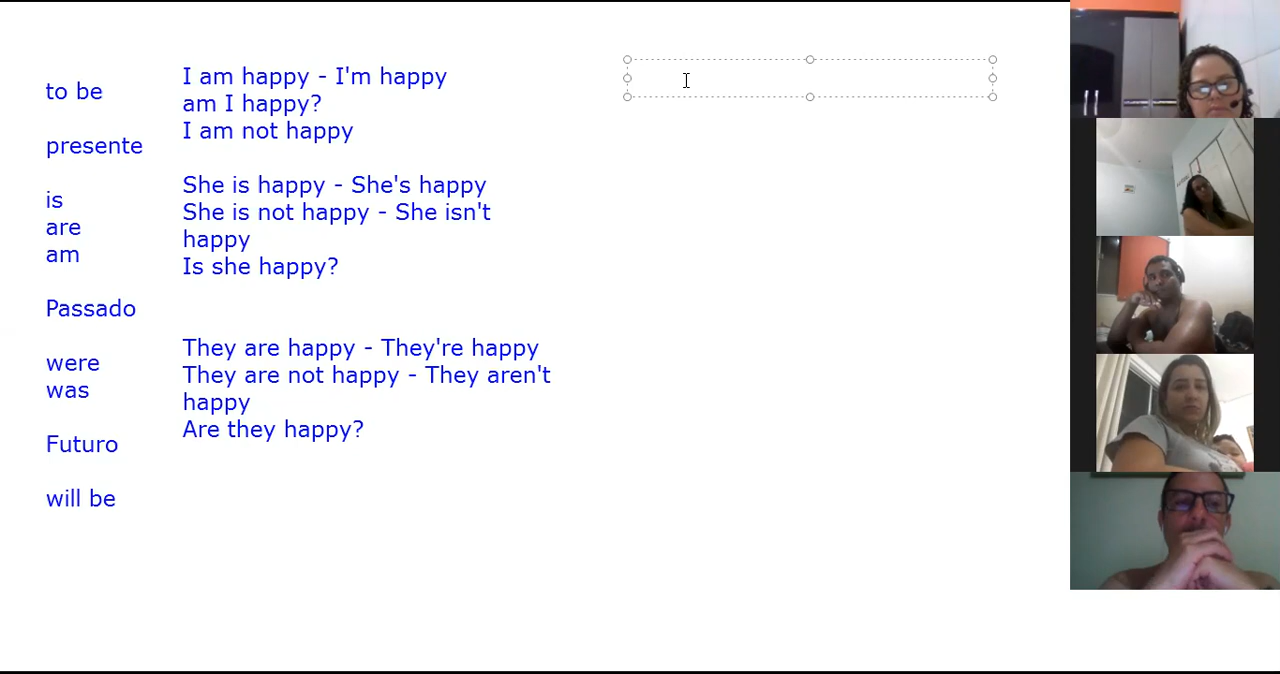 to be
presente
is
are
am
Passado
were
was
Futuro
will be
I am happy - I'm happy
am I happy?
I am not happy
She is happy - She's happy
She is not happy - She isn't
happy
Is she happy?
They are happy - They're happy
They are not happy - They aren't
happy
Are they happy?